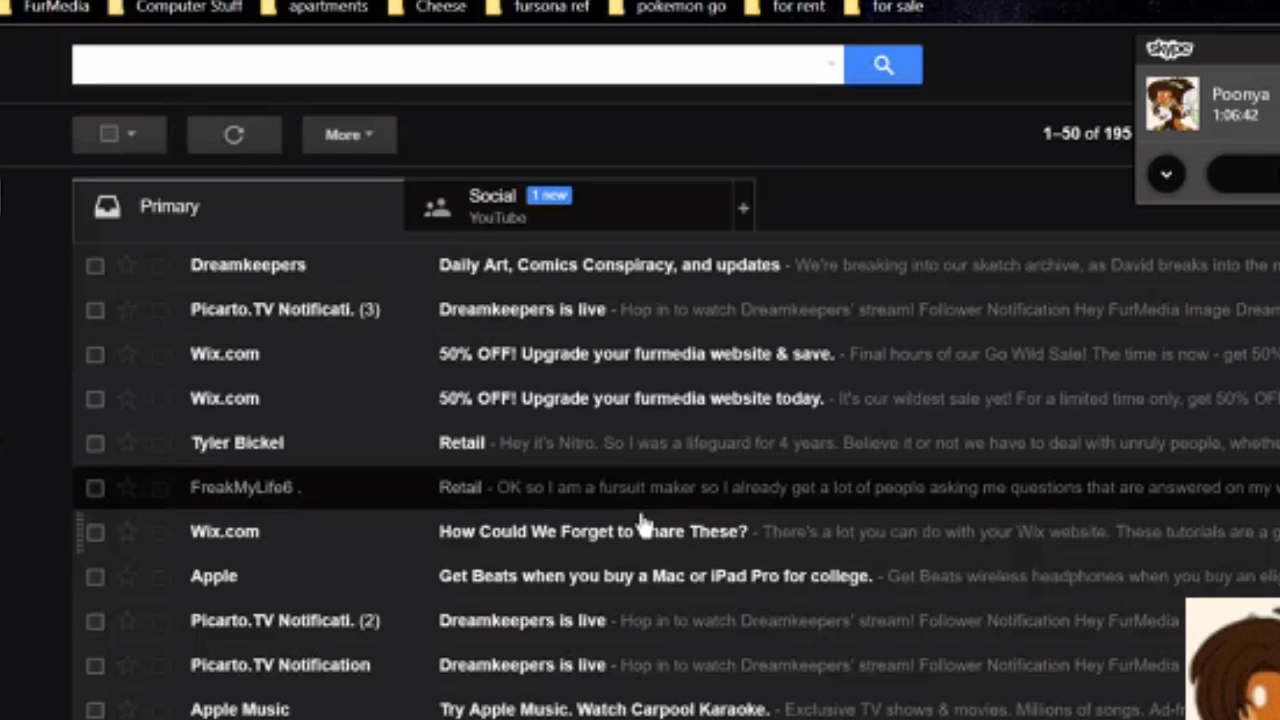 FurMedia Computer Stuff apartments Cheese fursona ref pokemon go for rent for sale
skype
Poonya
1:06:42
More
1–50 of 195
Primary
Social 1 new
YouTube
+
Dreamkeepers Daily Art, Comics Conspiracy, and updates - We're breaking into our sketch archive, as David breaks into the
Picarto.TV Notificati. (3) Dreamkeepers is live - Hop in to watch Dreamkeepers' stream! Follower Notification Hey FurMedia Image Dream
Wix.com 50% OFF! Upgrade your furmedia website & save. - Final hours of our Go Wild Sale! The time is now - get 50%
Wix.com 50% OFF! Upgrade your furmedia website today. - It's our wildest sale yet! For a limited time only, get 50% OFF
Tyler Bickel Retail - Hey it's Nitro. So I was a lifeguard for 4 years. Believe it or not we have to deal with unruly people, whethe
FreakMyLife6 . Retail - OK so I am a fursuit maker so I already get a lot of people asking me questions that are answered on my
Wix.com How Could We Forget to Share These? - There's a lot you can do with your Wix website. These tutorials are a
Apple Get Beats when you buy a Mac or iPad Pro for college. - Get Beats wireless headphones when you buy an
Picarto.TV Notificati. (2) Dreamkeepers is live - Hop in to watch Dreamkeepers' stream! Follower Notification Hey FurMedia
Picarto.TV Notification Dreamkeepers is live - Hop in to watch Dreamkeepers' stream! Follower Notification Hey FurMedia
Apple Music Try Apple Music. Watch Carpool Karaoke. - Exclusive TV shows & movies. Millions of songs. Ad-f